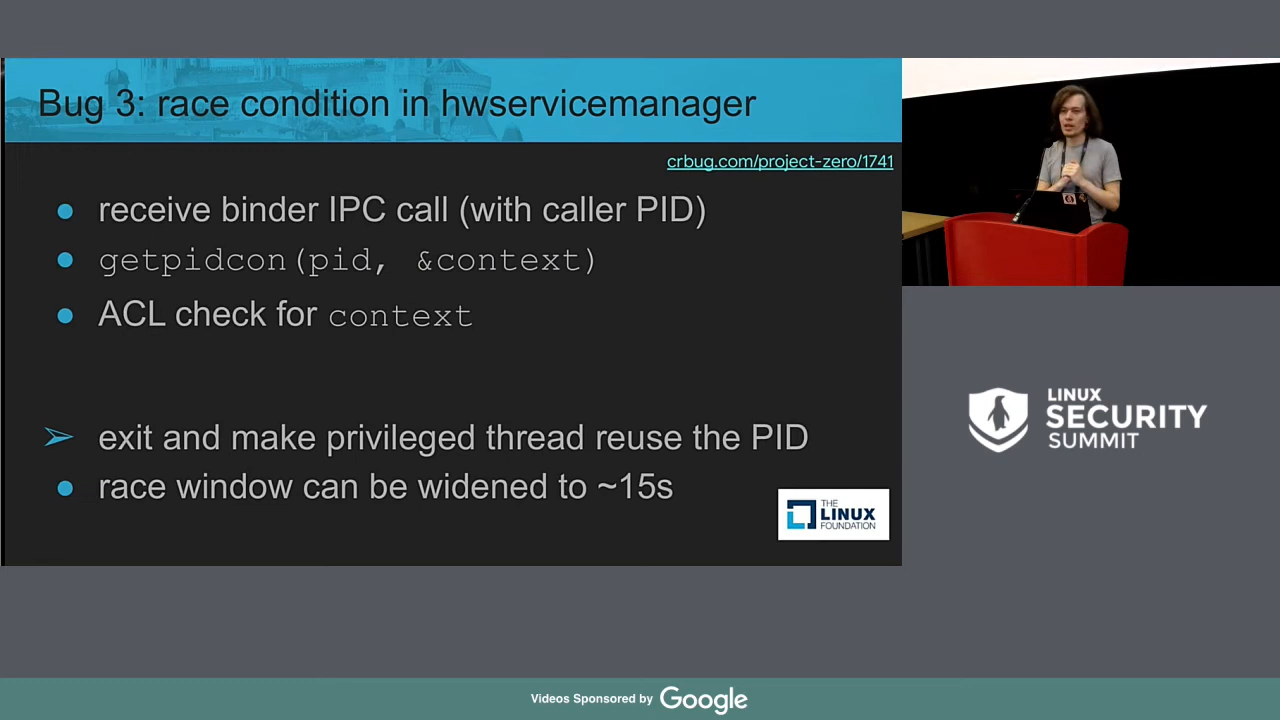 Bug 3: race condition in hwservicemanager
crbug.com/project-zero/1741
receive binder IPC call (with caller PID)
getpidcon(pid, &context)
ACL check for context
exit and make privileged thread reuse the PID
race window can be widened to ~15s
THE
LINUX
FOUNDATION
LINUX
SECURITY
SUMMIT
Videos Sponsored by Google